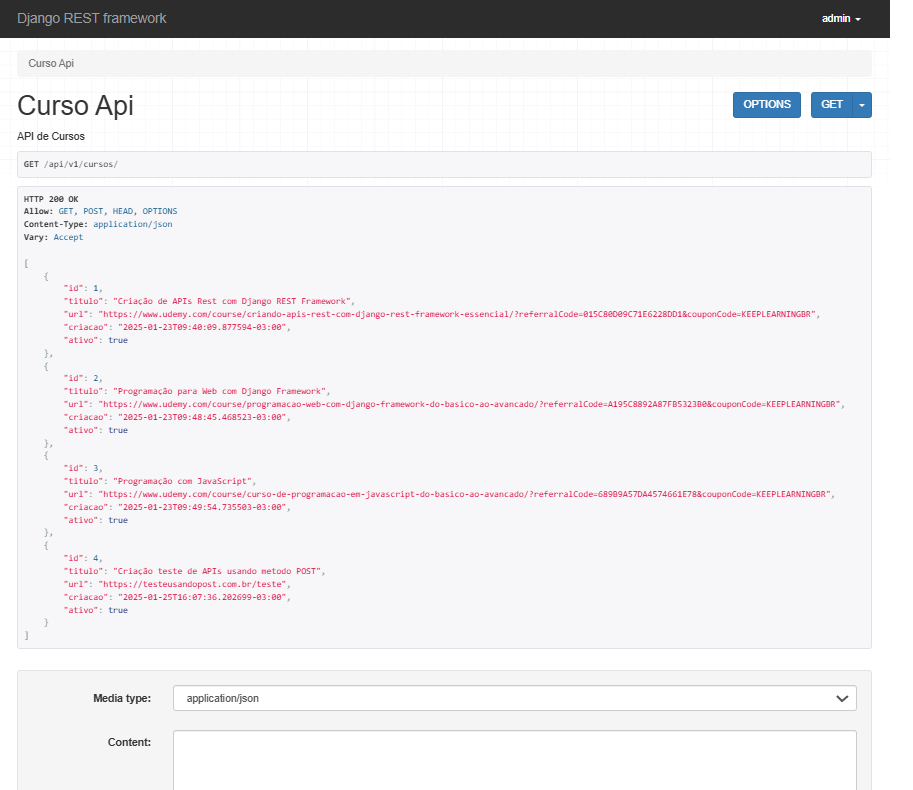 Django REST framework
admin
Curso Api
Curso Api
OPTIONS
GET
API de Cursos
GET /api/v1/cursos/
HTTP 200 OK
Allow: GET, POST, HEAD, OPTIONS
Content-Type: application/json
Vary: Accept
[
    {
        "id": 1,
        "titulo": "Criação de APIs Rest com Django REST Framework",
        "url": "https://www.udemy.com/course/criando-apis-rest-com-django-rest-framework-essencial/?referralCode=015C80D09C71E6228DD1&couponCode=KEEPLEARNINGBR",
        "criacao": "2025-01-23T09:40:09.877594-03:00",
        "ativo": true
    },
    {
        "id": 2,
        "titulo": "Programação para Web com Django Framework",
        "url": "https://www.udemy.com/course/programacao-web-com-django-framework-do-basico-ao-avancado/?referralCode=A195C8892A87FB5323B0&couponCode=KEEPLEARNINGBR",
        "criacao": "2025-01-23T09:48:45.468523-03:00",
        "ativo": true
    },
    {
        "id": 3,
        "titulo": "Programação com JavaScript",
        "url": "https://www.udemy.com/course/curso-de-programacao-em-javascript-do-basico-ao-avancado/?referralCode=689B9A57DA4574661E78&couponCode=KEEPLEARNINGBR",
        "criacao": "2025-01-23T09:49:54.735503-03:00",
        "ativo": true
    },
    {
        "id": 4,
        "titulo": "Criação teste de APIs usando metodo POST",
        "url": "https://testeusandopost.com.br/teste",
        "criacao": "2025-01-25T16:07:36.202699-03:00",
        "ativo": true
    }
]
Media type:
application/json
Content: